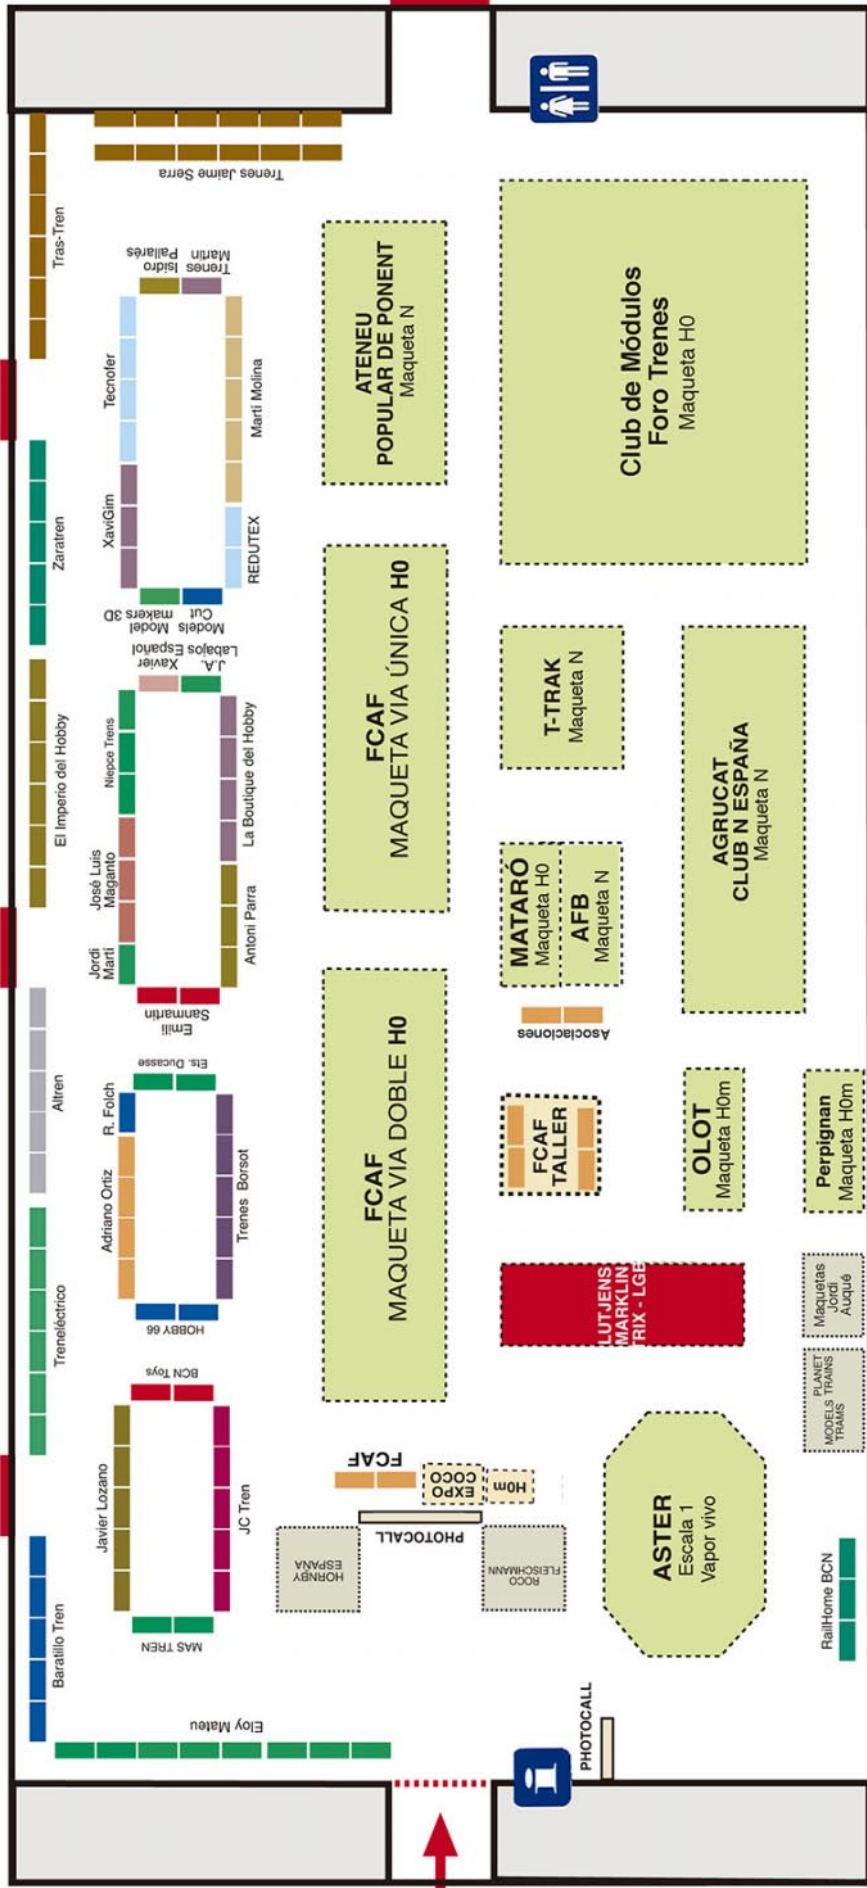 Tras-Tren
Zaratren
El Imperio del Hobby
Altren
Treneléctrico
Baratillo Tren
Trenes Jaime Serra
Isidro
Pallarés
Trenes
Martin
Tecnofer
XaviGim
Marti Molina
REDUTEX
Model
makers 3D
Cut
Models
Xavier
Español
J.A.
Labajos
Niepce Trens
José Luis
Maganto
Jordi
Martí
La Boutique del Hobby
Antoni Parra
Emili
Sanmartin
Ets. Ducasse
R. Folch
Adriano Ortiz
Trenes Borsot
HOBBY 66
BCN Toys
Javier Lozano
JC Tren
MAS TREN
Eloy Mateu
ATENEU
POPULAR DE PONENT
Maqueta N
FCAF
MAQUETA VIA ÚNICA H0
FCAF
MAQUETA VIA DOBLE H0
FCAF
EXPO
COCO
H0m
PHOTOCALL
HORNBY
ESPAÑA
ROCO
FLEISCHMANN
Club de Módulos
Foro Trenes
Maqueta H0
T-TRAK
Maqueta N
MATARÓ
Maqueta H0
AFB
Maqueta N
Asociaciones
FCAF
TALLER
AGRUCAT
CLUB N ESPAÑA
Maqueta N
OLOT
Maqueta H0m
Perpignan
Maqueta H0m
LUTJENS
MARKLIN
TRIX - LGB
Maquetas
Jordi
Auqué
PLANET
MODELS TRAINS
TRAMS
ASTER
Escala 1
Vapor vivo
RailHome BCN
PHOTOCALL
i